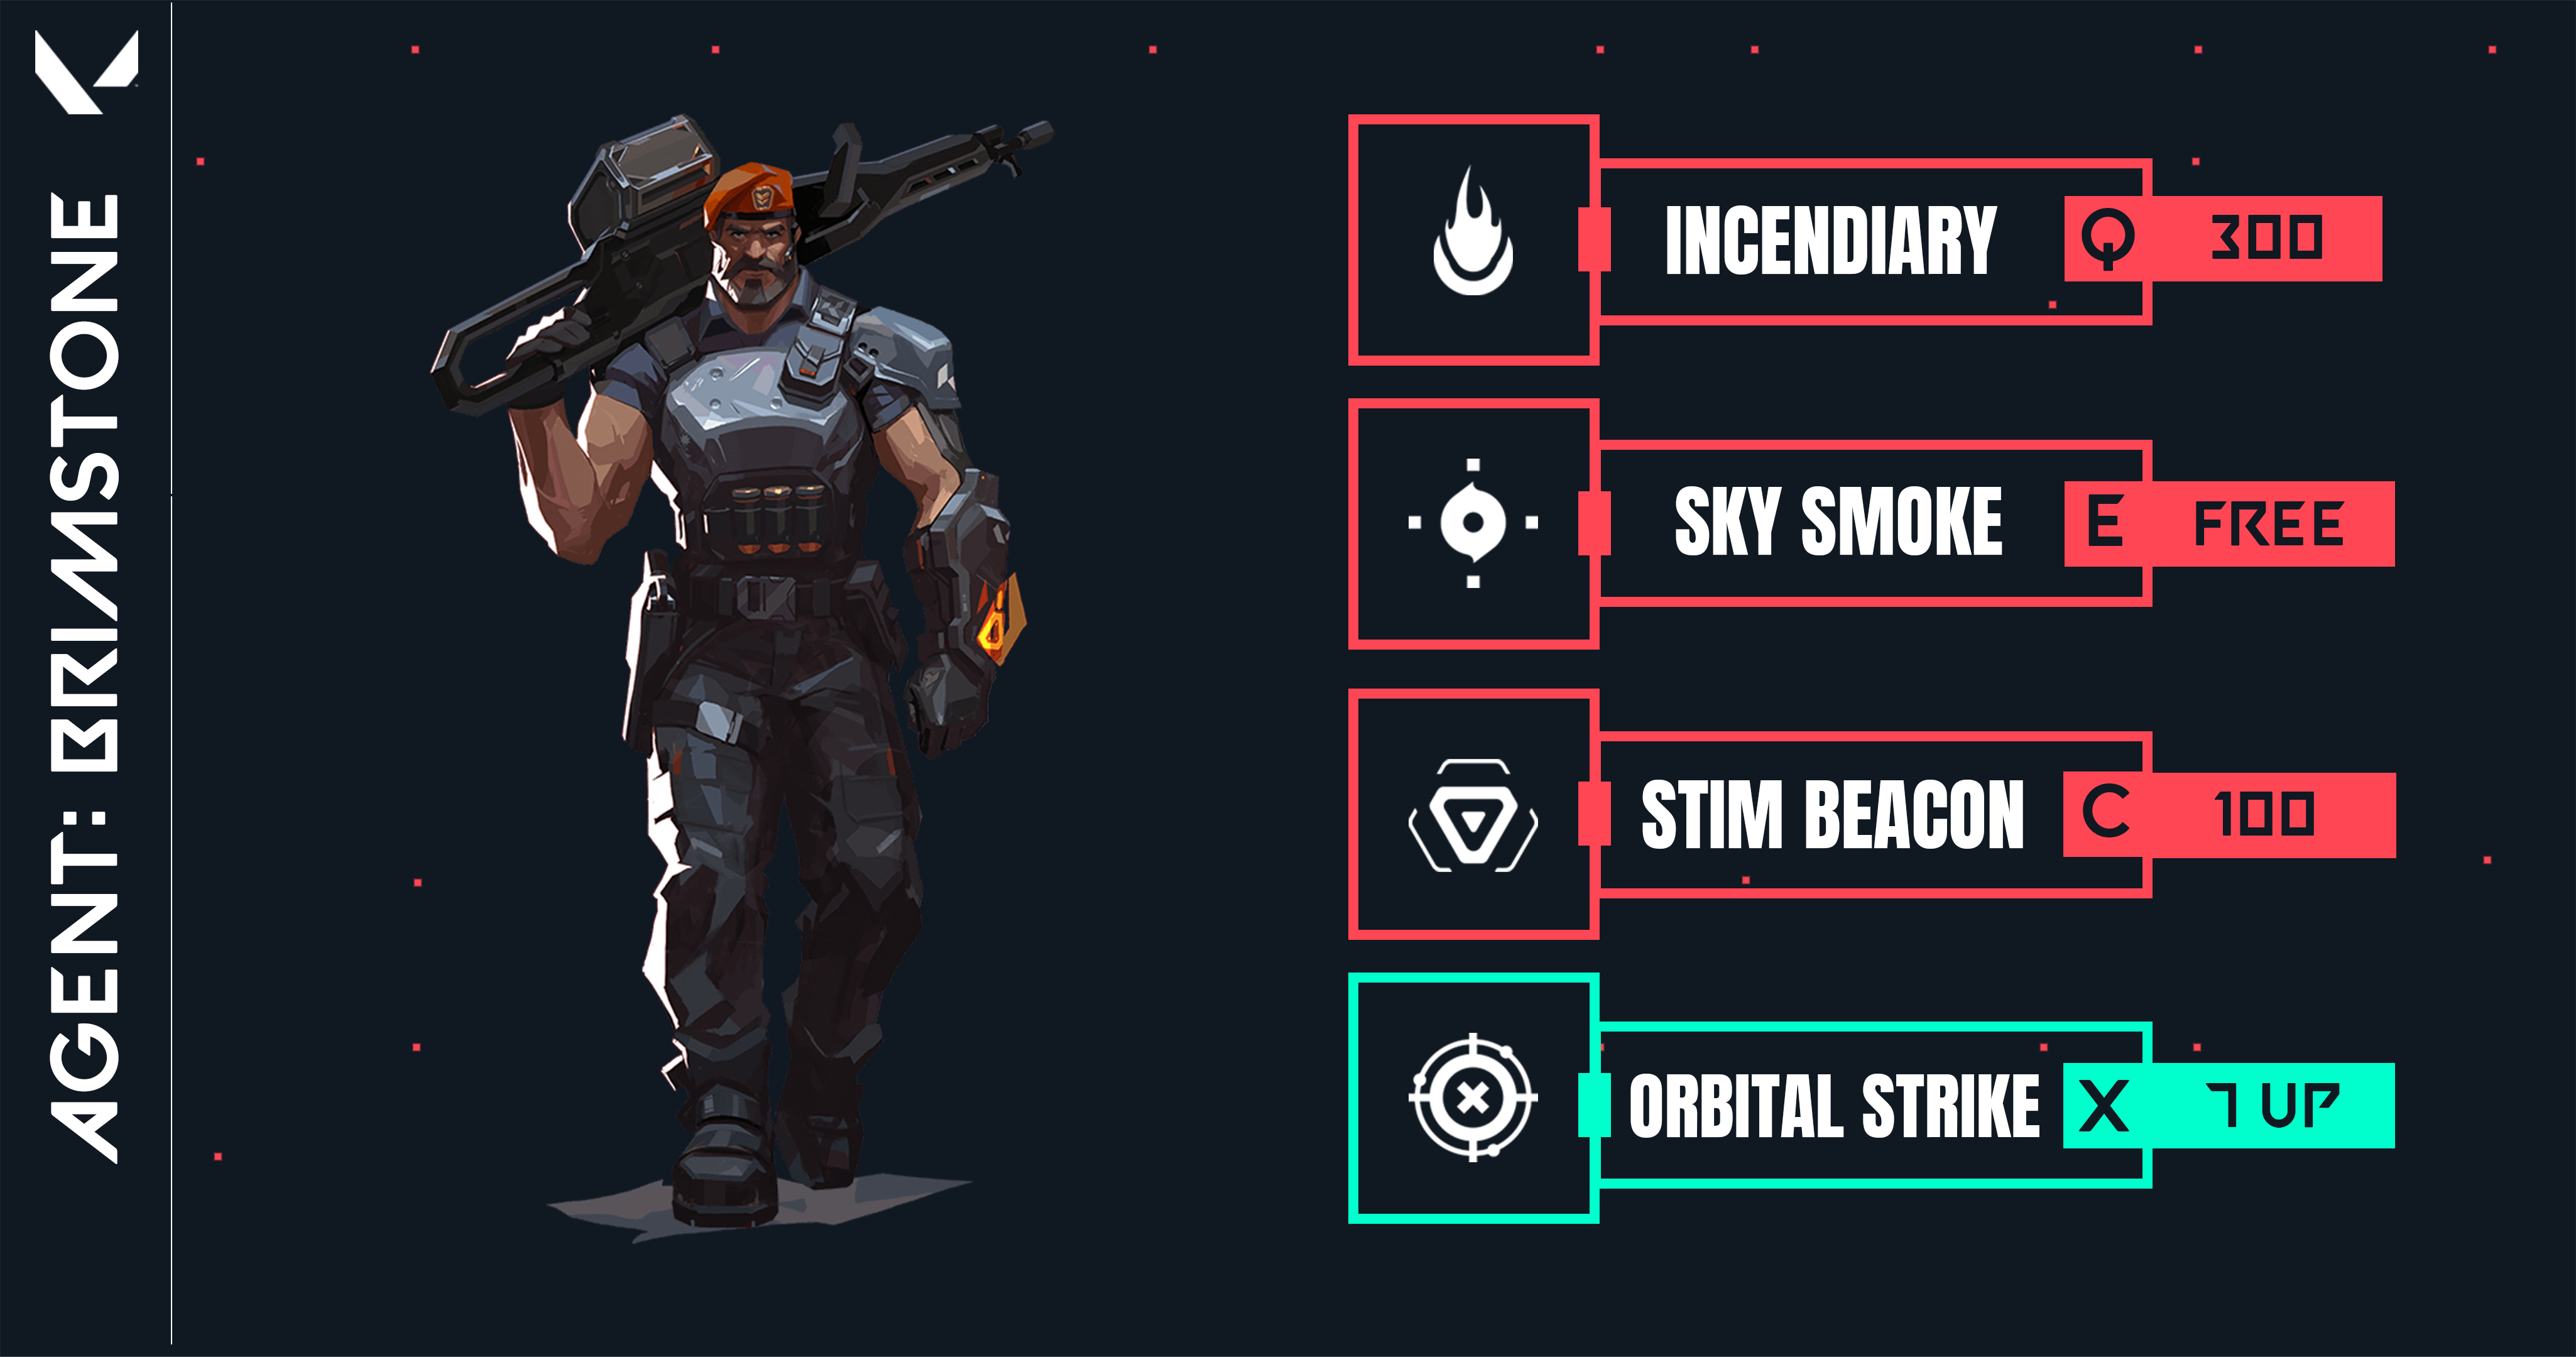 AGENT: BRIMSTONE
INCENDIARY Q 300
SKY SMOKE E FREE
STIM BEACON C 100
ORBITAL STRIKE X 7 UP